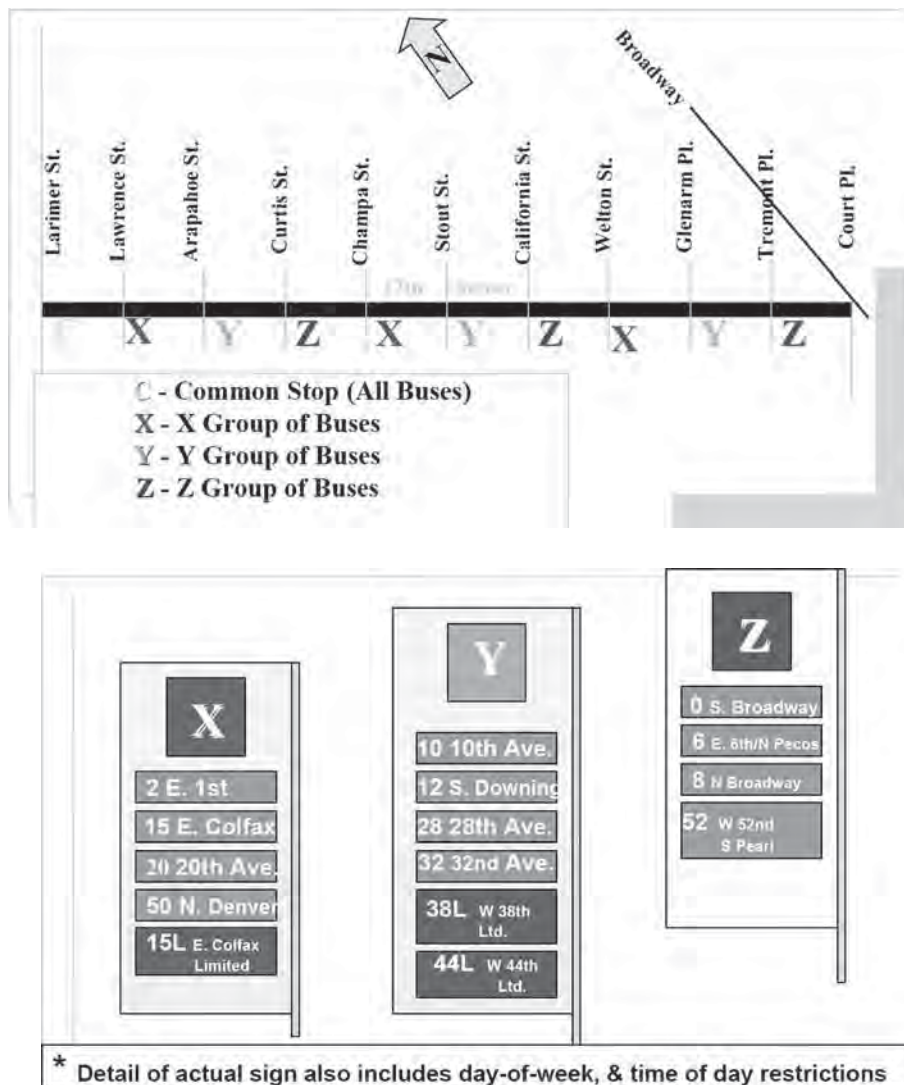 N
Broadway
Larimer St.
Lawrence St.
Arapahoe St.
Curtis St.
Champa St.
Stout St.
California St.
Welton St.
Glenarm Pl.
Tremont Pl.
Court Pl.
C X Y Z X Y Z X Y Z
C - Common Stop (All Buses)
X - X Group of Buses
Y - Y Group of Buses
Z - Z Group of Buses
X
2 E. 1st
15 E. Colfax
20 20th Ave.
50 N. Denver
15L E. Colfax
Limited
Y
10 10th Ave.
12 S. Downing
28 28th Ave.
32 32nd Ave.
38L W 38th
Ltd.
44L W 44th
Ltd.
Z
0 S. Broadway
6 E. 6th/N Pecos
8 N Broadway
52 W 52nd
S Pearl
* Detail of actual sign also includes day-of-week, & time of day restrictions